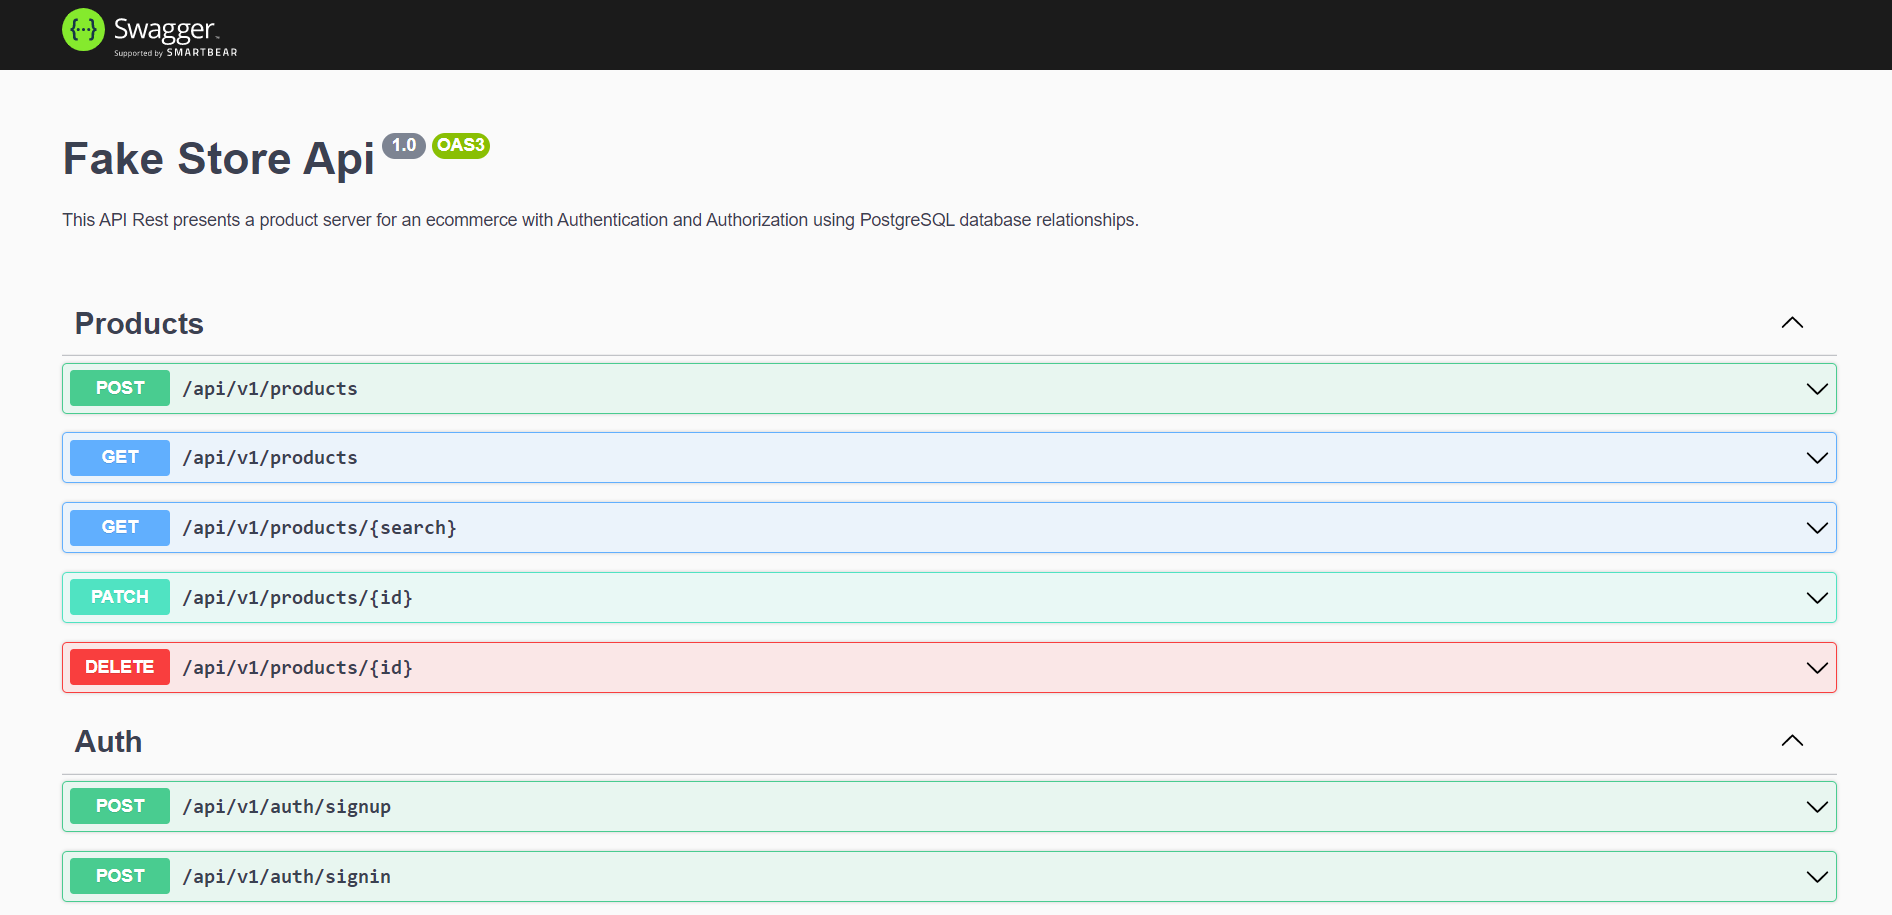 {···} Swagger™
Supported by SMARTBEAR
Fake Store Api 1.0 OAS3
This API Rest presents a product server for an ecommerce with Authentication and Authorization using PostgreSQL database relationships.
Products
POST /api/v1/products
GET /api/v1/products
GET /api/v1/products/{search}
PATCH /api/v1/products/{id}
DELETE /api/v1/products/{id}
Auth
POST /api/v1/auth/signup
POST /api/v1/auth/signin